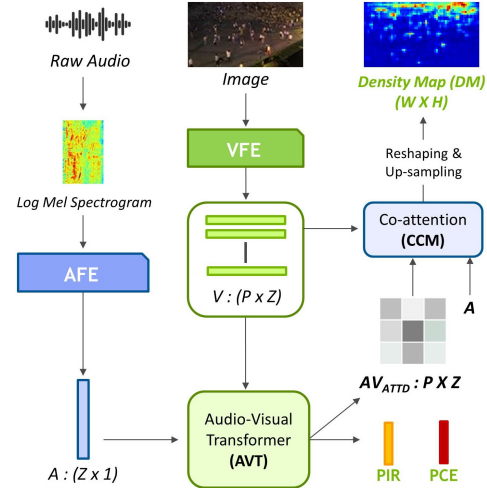 Raw Audio
Image
Density Map (DM)
(W X H)
VFE
Reshaping &
Up-sampling
Log Mel Spectrogram
Co-attention
(CCM)
AFE
V : (P x Z)
A
AV_ATTD : P X Z
Audio-Visual
Transformer
(AVT)
A : (Z x 1)
PIR
PCE